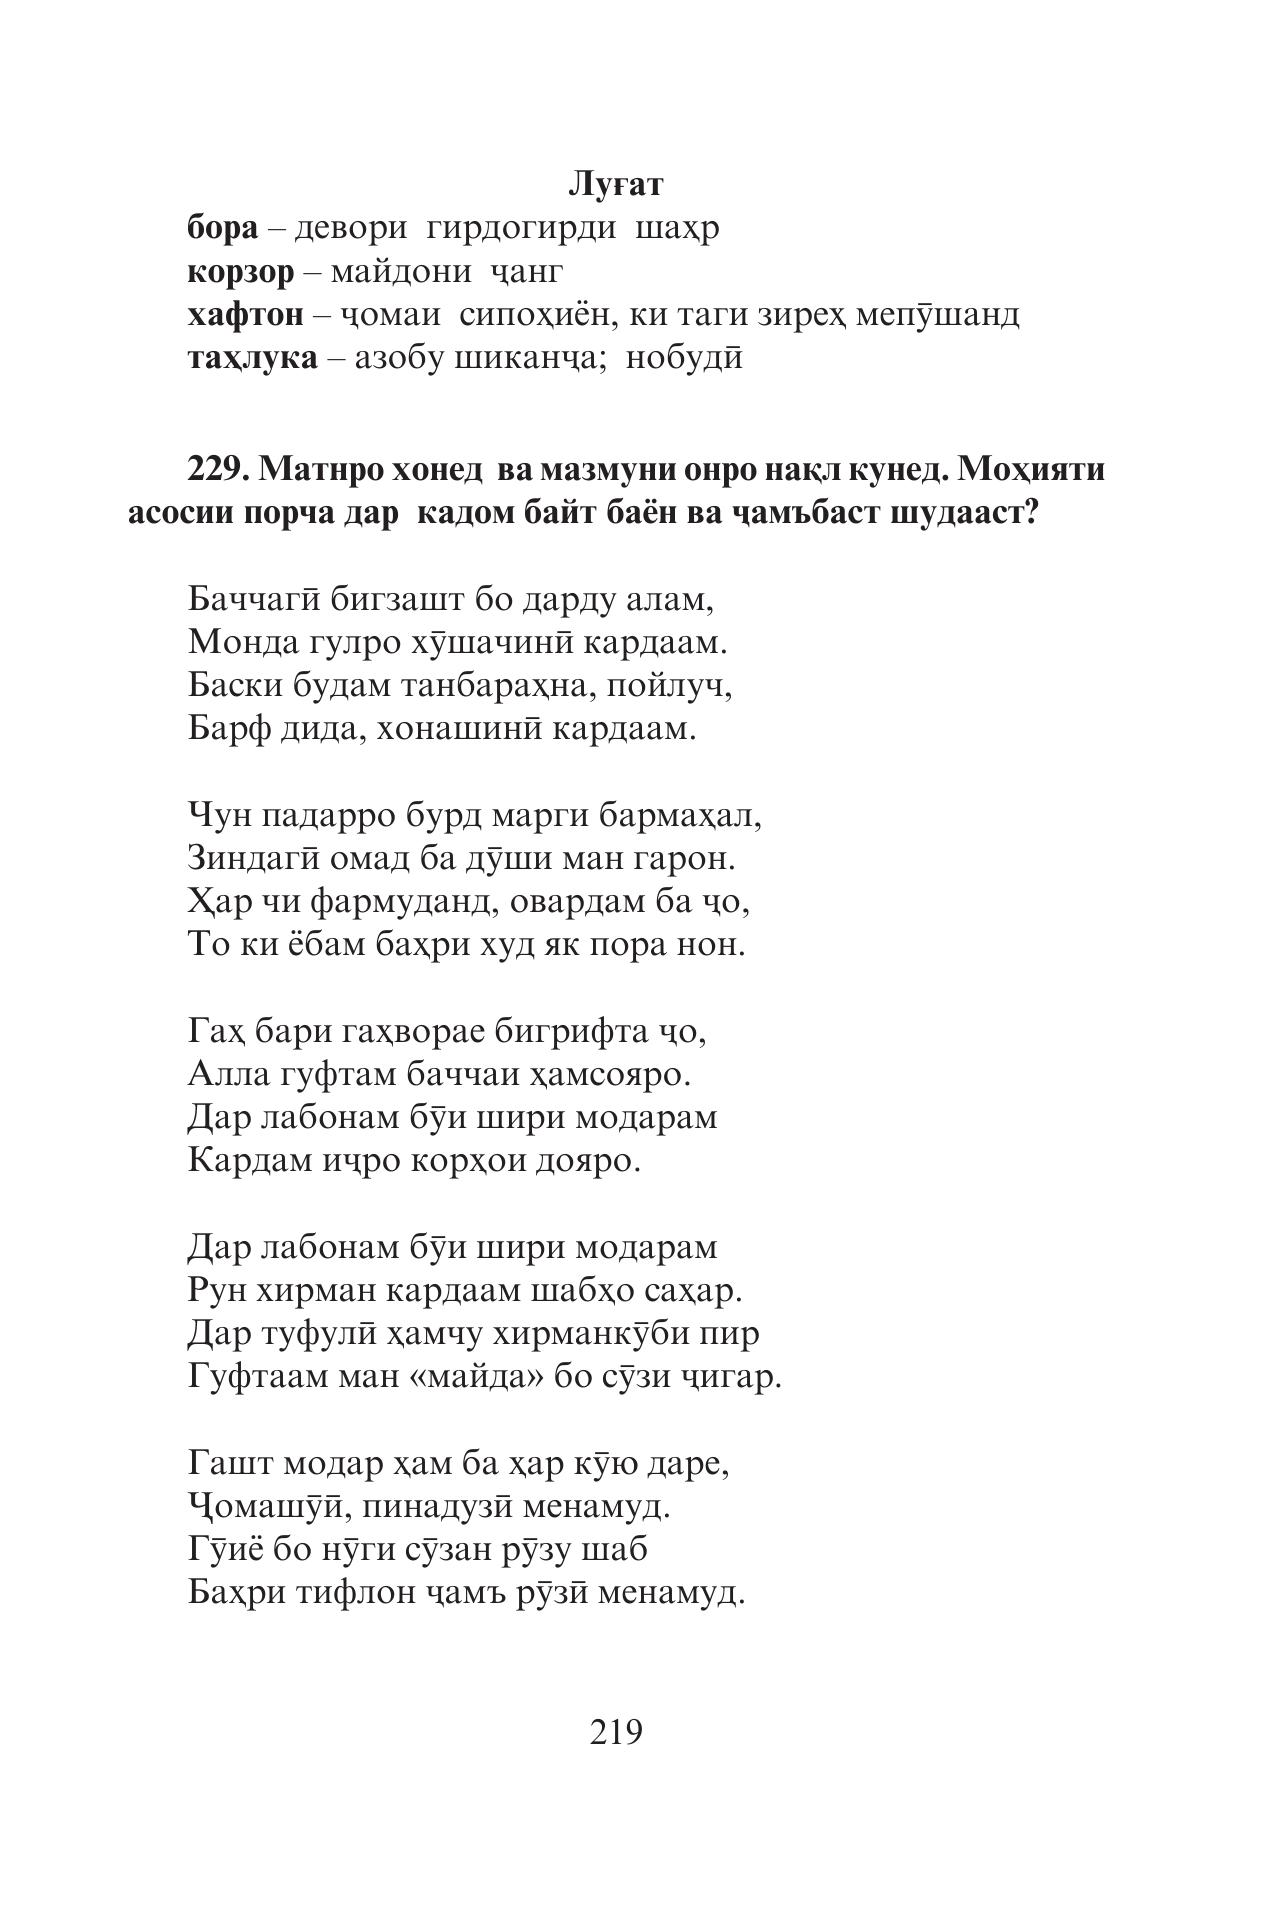 Луғат
бора – девори гирдогирди шаҳр
корзор – майдони ҷанг
хафтон – ҷомаи сипоҳиён, ки таги зиреҳ мепӯшанд
таҳлука – азобу шиканҷа; нобудӣ
229. Матнро хонед ва мазмуни онро нақл кунед. Моҳияти
асосии порча дар кадом байт баён ва ҷамъбаст шудааст?
Баччагӣ бигзашт бо дарду алам,
Монда гулро хӯшачинӣ кардаам.
Баски будам танбараҳна, пойлуч,
Барф дида, хонашинӣ кардаам.
Чун падарро бурд марги бармаҳал,
Зиндагӣ омад ба дӯши ман гарон.
Ҳар чи фармуданд, овардам ба ҷо,
То ки ёбам баҳри худ як пора нон.
Гаҳ бари гаҳворае бигрифта ҷо,
Алла гуфтам баччаи ҳамсояро.
Дар лабонам бӯи шири модарам
Кардам иҷро корҳои дояро.
Дар лабонам бӯи шири модарам
Рун хирман кардаам шабҳо саҳар.
Дар туфулӣ ҳамчу хирманкӯби пир
Гуфтаам ман «майда» бо сӯзи ҷигар.
Гашт модар ҳам ба ҳар кӯю даре,
Ҷомашӯӣ, пинадузӣ менамуд.
Гӯиё бо нӯги сӯзан рӯзу шаб
Баҳри тифлон ҷамъ рӯзӣ менамуд.
219